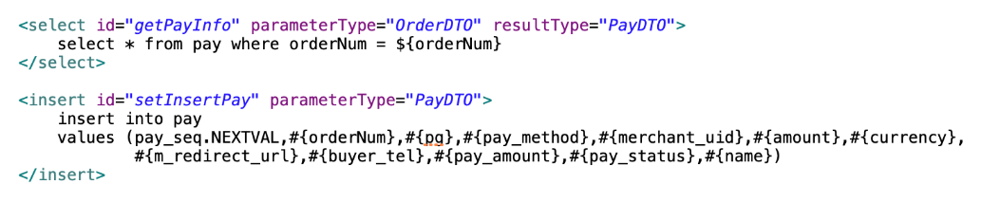 <select id="getPayInfo" parameterType="OrderDTO" resultType="PayDTO">
select * from pay where orderNum = ${orderNum}
</select>
<insert id="setInsertPay" parameterType="PayDTO">
insert into pay
values (pay_seq.NEXTVAL,#{orderNum},#{pg},#{pay_method},#{merchant_uid},#{amount},#{currency},
#{m_redirect_url},#{buyer_tel},#{pay_amount},#{pay_status},#{name})
</insert>